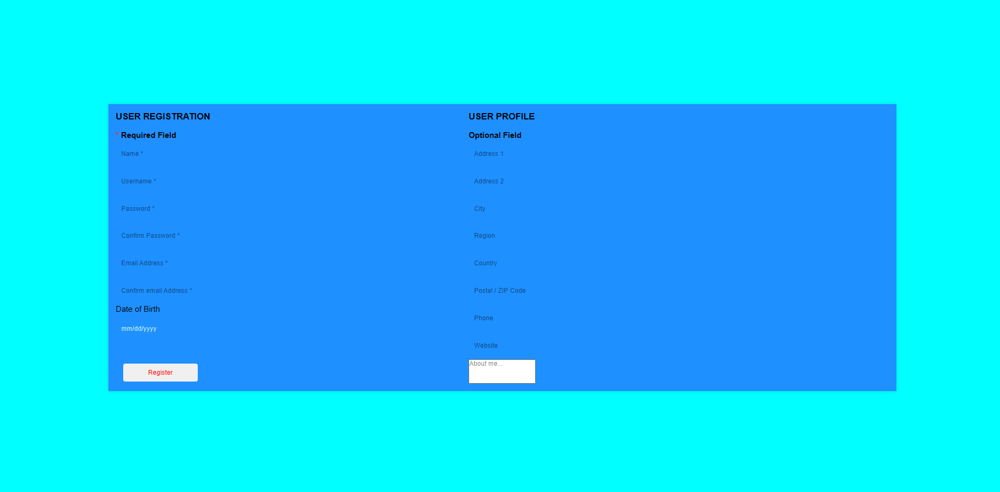 USER REGISTRATION
* Required Field
Name *
Username *
Password *
Confirm Password *
Email Address *
Confirm email Address *
Date of Birth
mm/dd/yyyy
Register
USER PROFILE
Optional Field
Address 1
Address 2
City
Region
Country
Postal / ZIP Code
Phone
Website
About me...